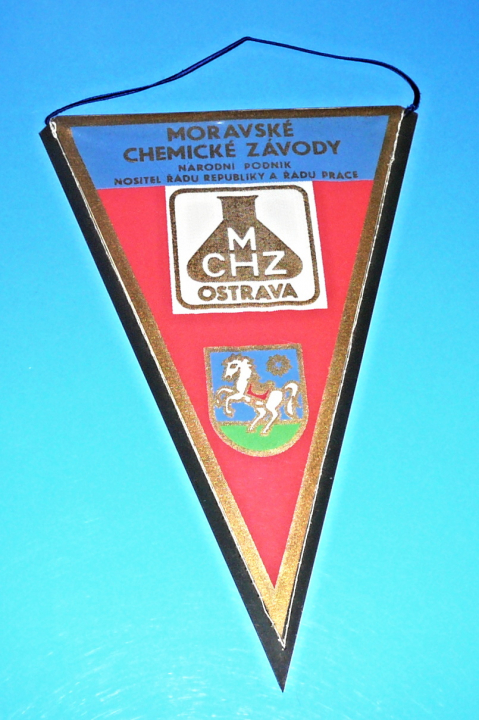 MORAVSKÉ
CHEMICKÉ ZÁVODY
NÁRODNÍ PODNIK
NOSITEL ŘÁDU REPUBLIKY A ŘÁDU PRÁCE
M
CHZ
OSTRAVA